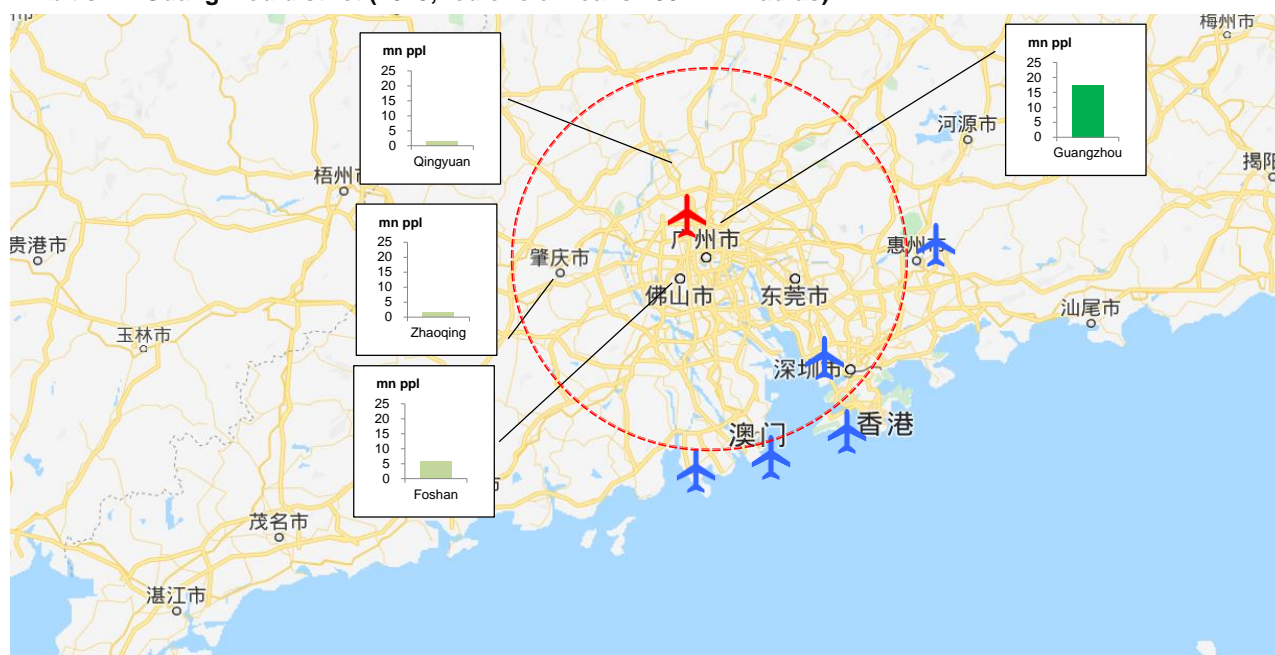 mn ppl
25
20
15
10
5
0
Qingyuan
mn ppl
25
20
15
10
5
0
Guangzhou
梅州市
河源市
揭阳
梧州市
mn ppl
25
20
15
10
5
0
Zhaoqing
贵港市
肇庆市
广州市
惠州市
佛山市
东莞市
汕尾市
玉林市
深圳市
mn ppl
25
20
15
10
5
0
Foshan
澳门
香港
茂名市
湛江市